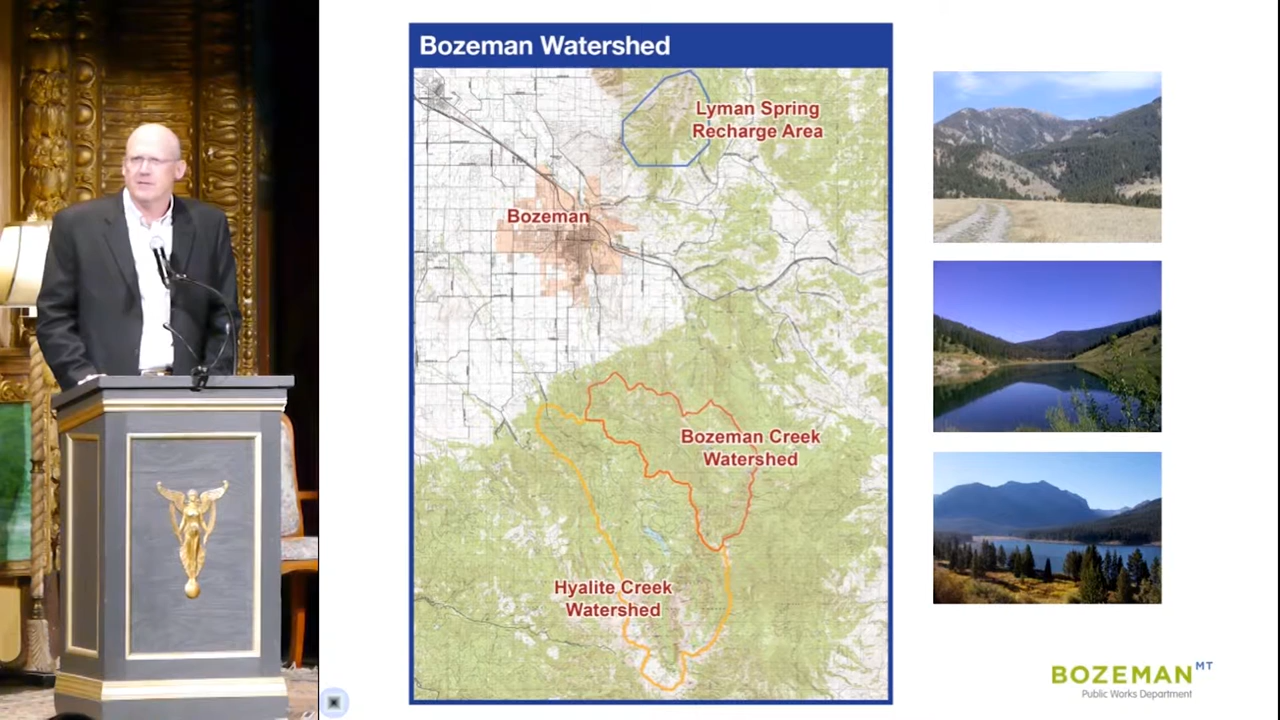 Bozeman Watershed
Lyman Spring
Recharge Area
Bozeman
Bozeman Creek
Watershed
Hyalite Creek
Watershed
BOZEMAN MT
Public Works Department